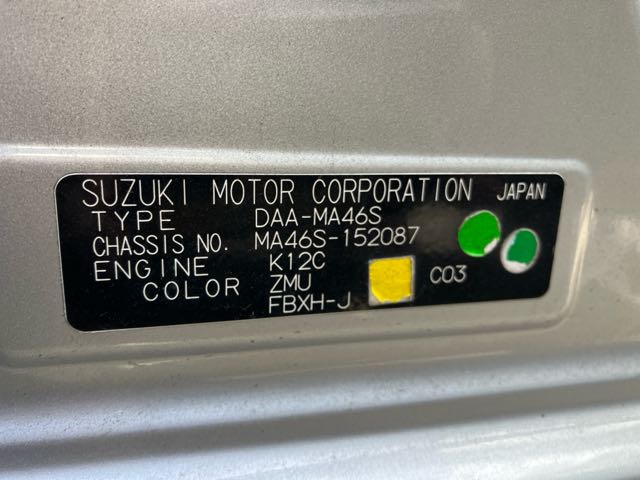 SUZUKI MOTOR CORPORATION JAPAN
TYPE DAA-MA46S
CHASSIS NO. MA46S-152087
ENGINE K12C
COLOR ZMU C03
FBXH-J